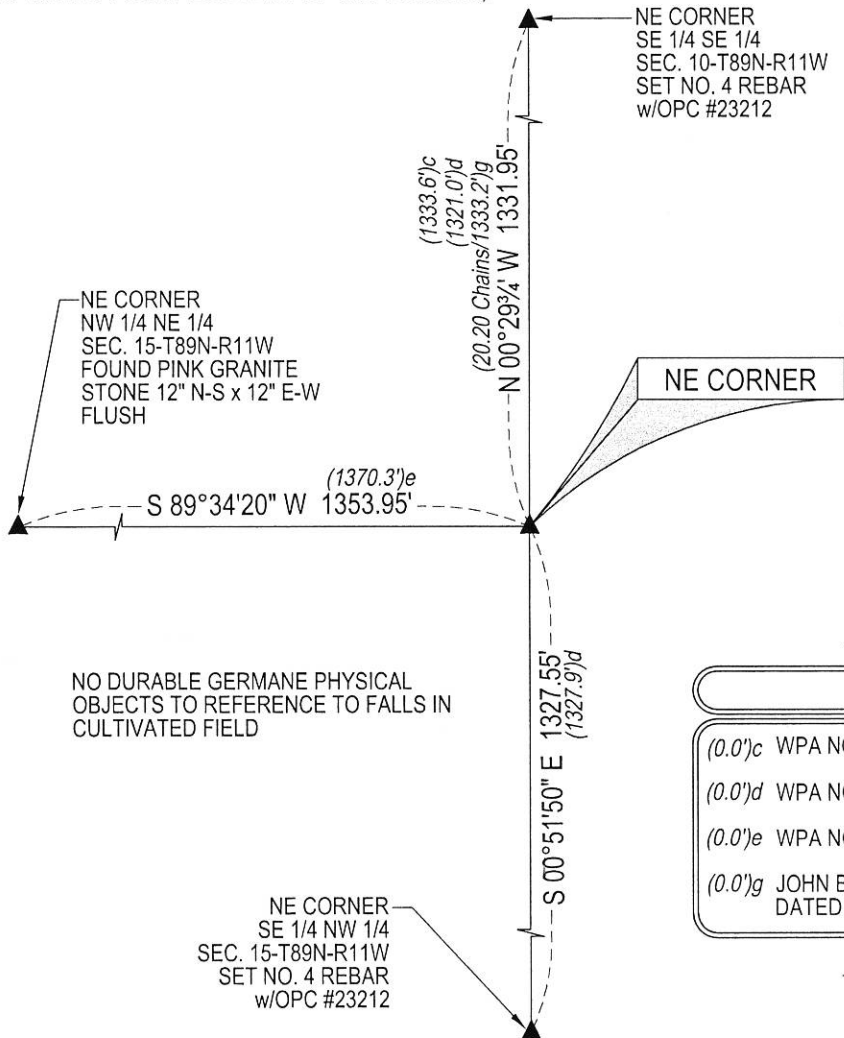 NE CORNER
SE 1/4 SE 1/4
SEC. 10-T89N-R11W
SET NO. 4 REBAR
w/OPC #23212
(1333.6')c
(1321.0')d
(20.20 Chains/1333.2')g
N 00°29¾' W 1331.95'
NE CORNER
NW 1/4 NE 1/4
SEC. 15-T89N-R11W
FOUND PINK GRANITE
STONE 12" N-S x 12" E-W
FLUSH
NE CORNER
(1370.3')e
S 89°34'20" W 1353.95'
NO DURABLE GERMANE PHYSICAL
OBJECTS TO REFERENCE TO FALLS IN
CULTIVATED FIELD
S 00°51'50" E 1327.55'
(1327.9')d
(0.0')c WPA
(0.0')d WPA
(0.0')e WPA
(0.0')g JOHN
DATED
NE CORNER
SE 1/4 NW 1/4
SEC. 15-T89N-R11W
SET NO. 4 REBAR
w/OPC #23212